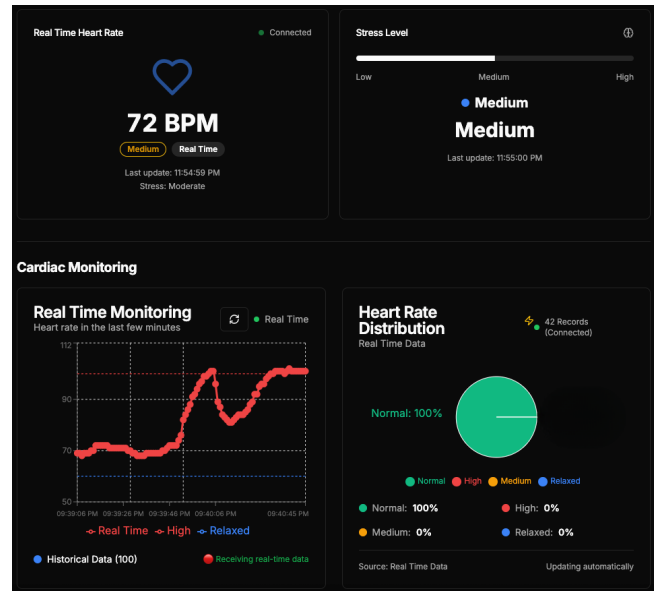 Real Time Heart Rate
Connected
72 BPM
Medium
Real Time
Last update: 11:54:59 PM
Stress: Moderate
Stress Level
Low
Medium
High
Medium
Medium
Last update: 11:55:00 PM
Cardiac Monitoring
Real Time Monitoring
Heart rate in the last few minutes
Real Time
112
90
70
50
09:39:06 PM
09:39:26 PM
09:39:46 PM
09:40:06 PM
09:40:45 PM
Real Time
High
Relaxed
Historical Data (100)
Receiving real-time data
Heart Rate
Distribution
Real Time Data
42 Records
(Connected)
Normal: 100%
Normal
High
Medium
Relaxed
Normal: 100%
High: 0%
Medium: 0%
Relaxed: 0%
Source: Real Time Data
Updating automatically